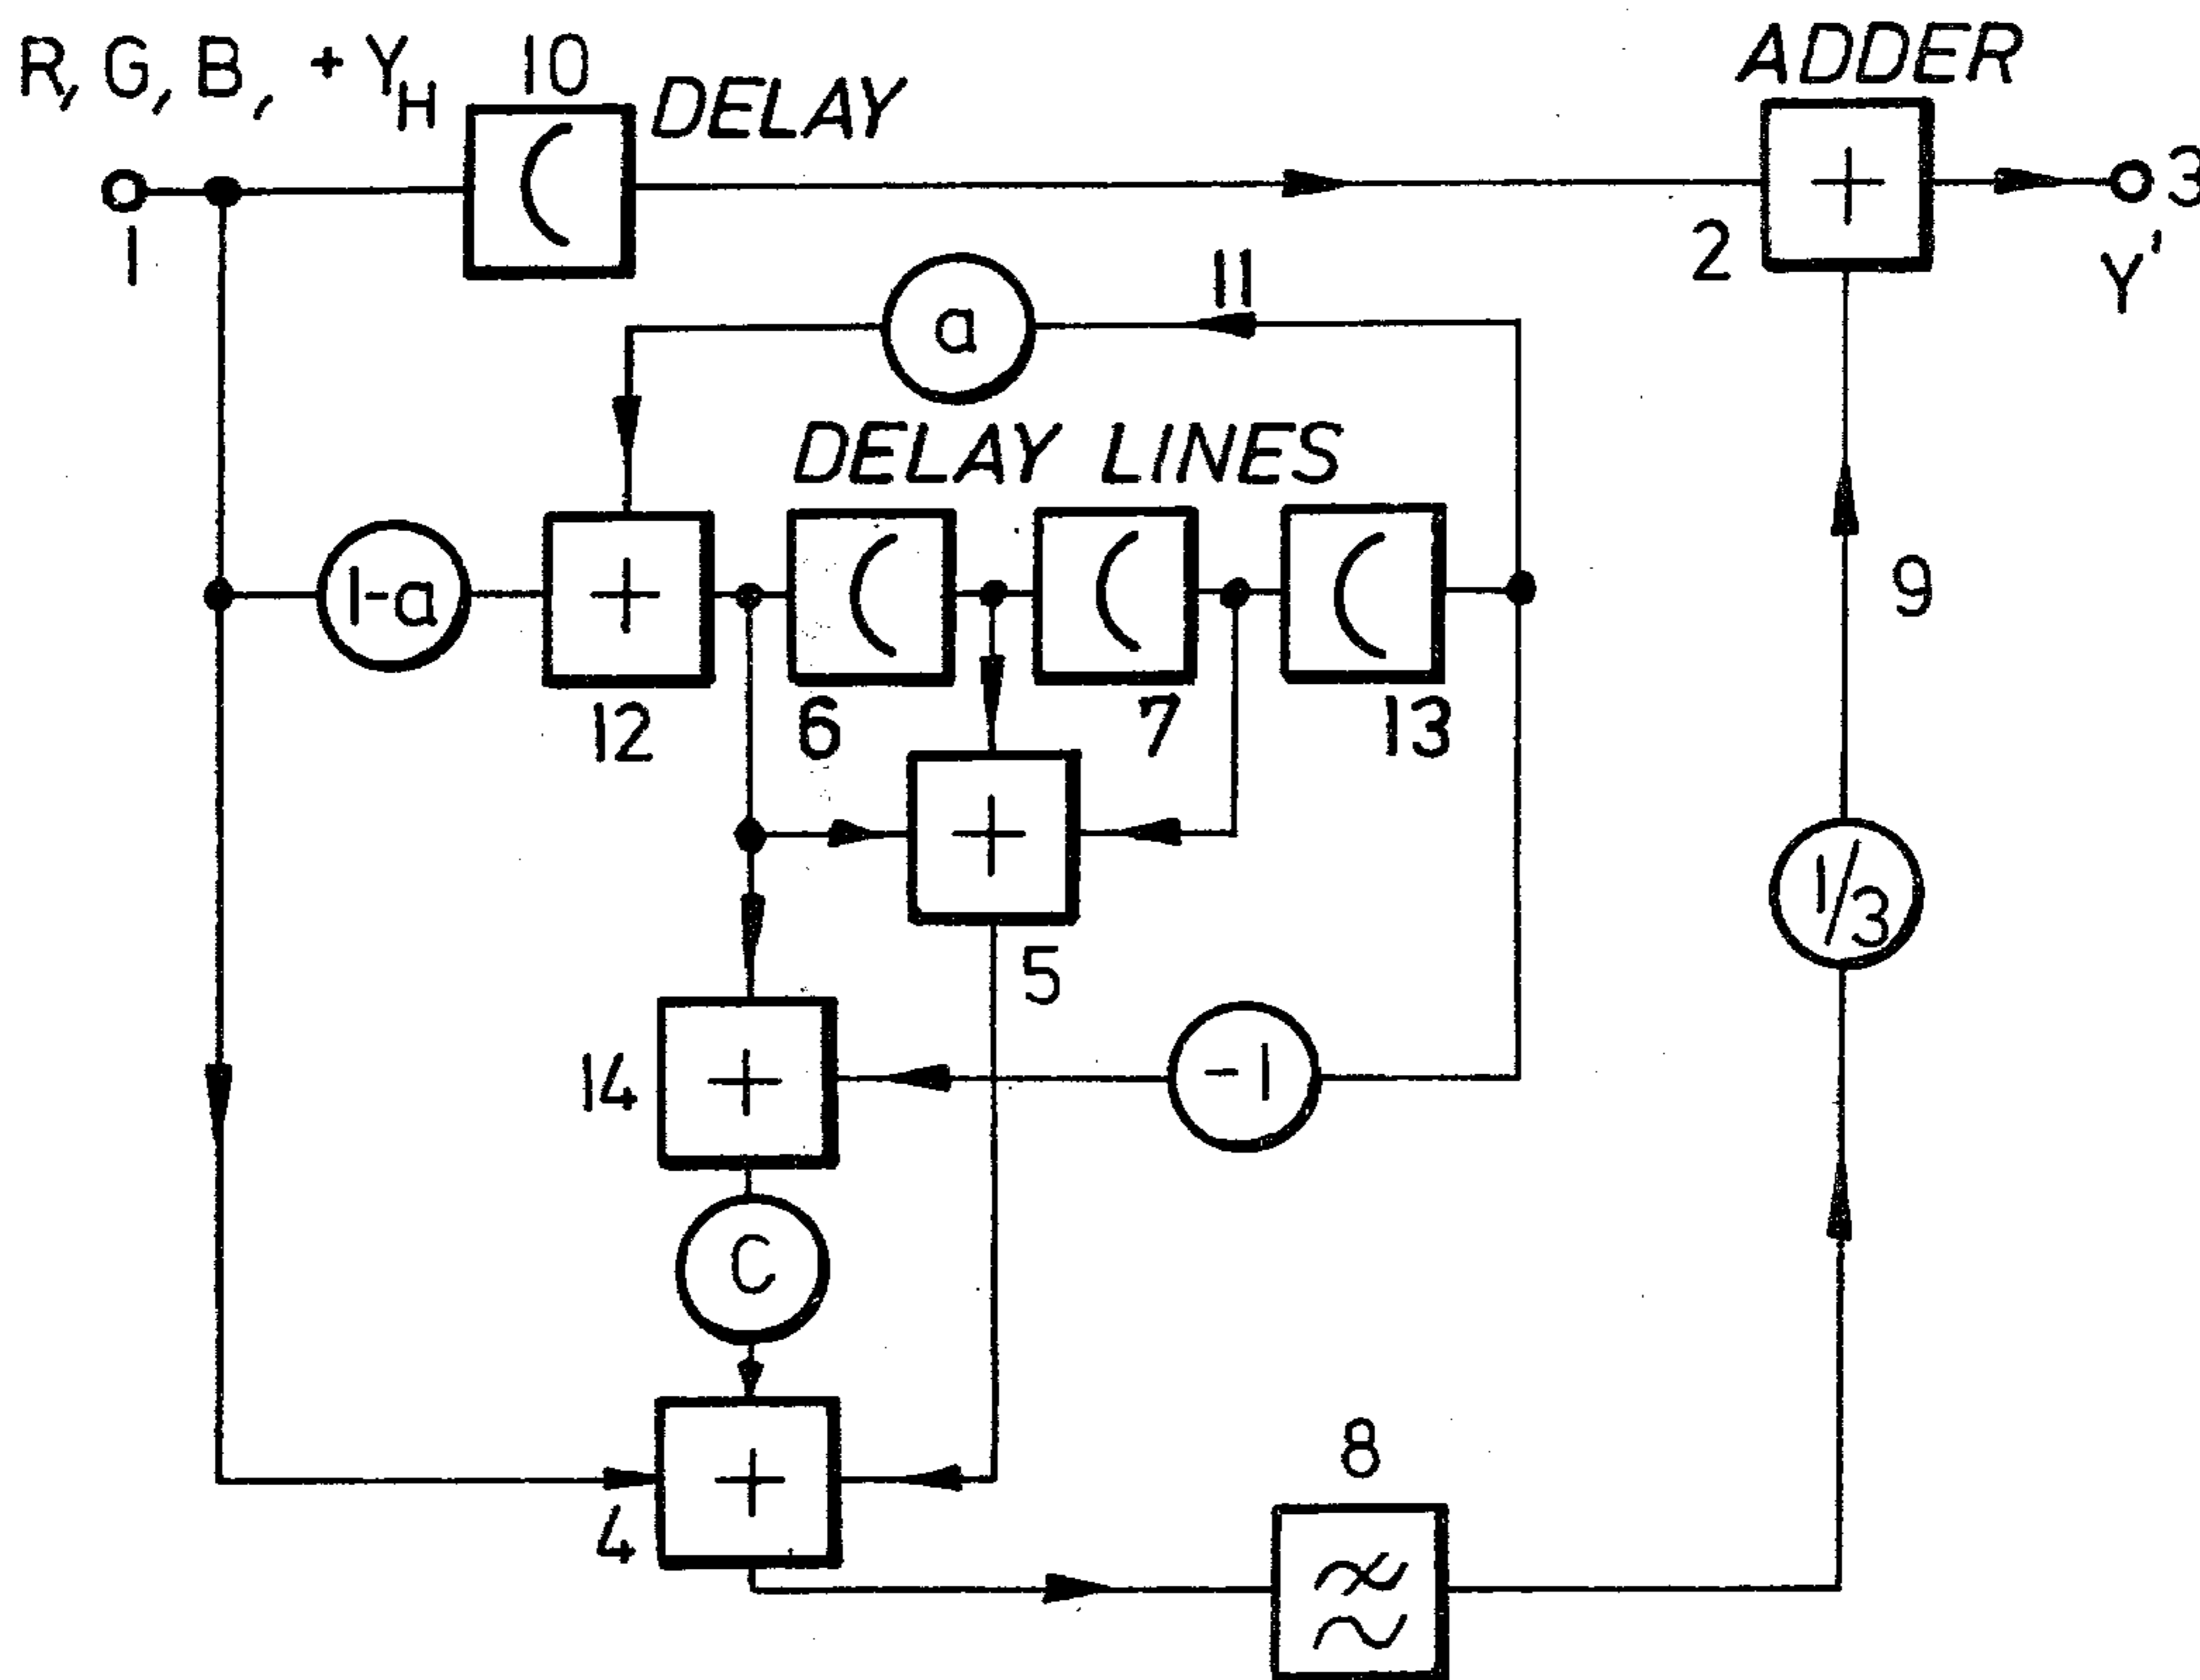 R, G, B, + Y_H
10
DELAY
ADDER
1
2
3
Y'
11
a
DELAY LINES
1-a
12
6
7
13
9
5
1/3
14
-1
C
8
4